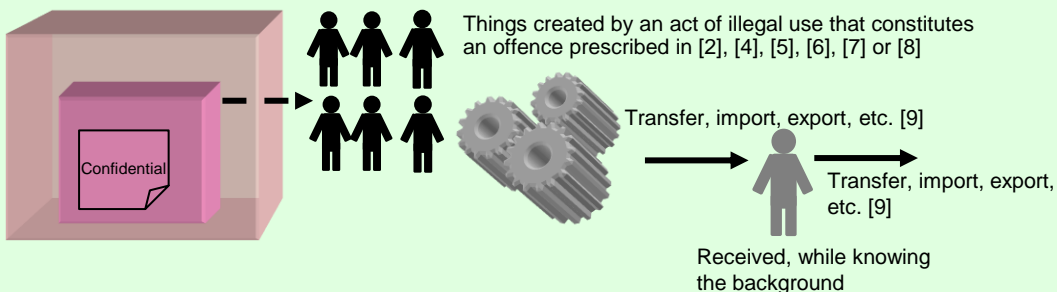 Things created by an act of illegal use that constitutes
an offence prescribed in [2], [4], [5], [6], [7] or [8]
Confidential
Transfer, import, export, etc. [9]
Transfer, import, export,
etc. [9]
Received, while knowing
the background